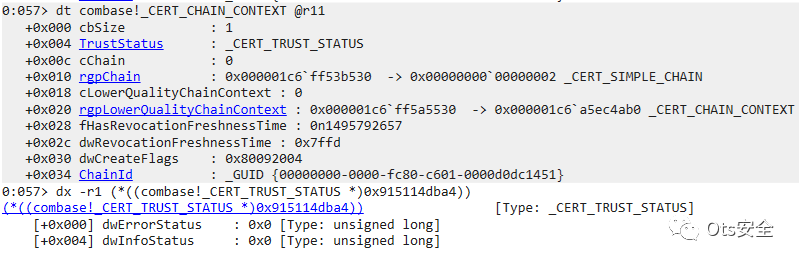 0:057> dt combase!_CERT_CHAIN_CONTEXT @r11
+0x000 cbSize : 1
+0x004 TrustStatus : _CERT_TRUST_STATUS
+0x00c cChain : 0
+0x010 rgpChain : 0x000001c6`ff53b530 -> 0x00000000`00000002 _CERT_SIMPLE_CHAIN
+0x018 cLowerQualityChainContext : 0
+0x020 rgpLowerQualityChainContext : 0x000001c6`ff5a5530 -> 0x000001c6`a5ec4ab0 _CERT_CHAIN_CONTEXT
+0x028 fHasRevocationFreshnessTime : 0n1495792657
+0x02c dwRevocationFreshnessTime : 0x7ffd
+0x030 dwCreateFlags : 0x80092004
+0x034 ChainId : _GUID {00000000-0000-fc80-c601-0000d0dc1451}
0:057> dx -r1 (*((combase!_CERT_TRUST_STATUS *)0x915114dba4))
(*((combase!_CERT_TRUST_STATUS *)0x915114dba4)) [Type: _CERT_TRUST_STATUS]
[+0x000] dwErrorStatus : 0x0 [Type: unsigned long]
[+0x004] dwInfoStatus : 0x0 [Type: unsigned long]
Ots安全